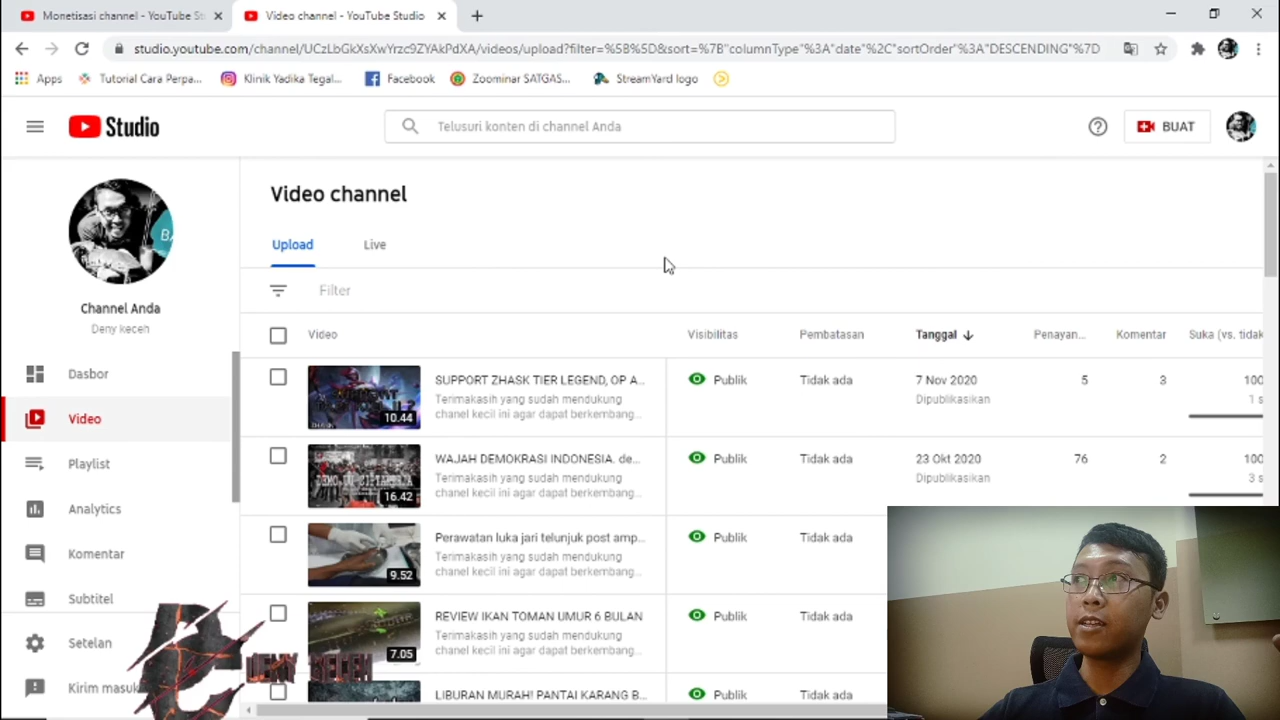 Monetisasi channel - YouTube St
Video channel - YouTube Studio
studio.youtube.com/channel/UCzLbGkXsXwYrzc9ZYAkPdXA/videos/upload?filter=%5B%5D&sort=%7B"columnType"%3A"date"%2C"sortOrder"%3A"DESCENDING"%7D
Apps
Tutorial Cara Perpa...
Klinik Yadika Tegal...
Facebook
Zoominar SATGAS...
StreamYard logo
Studio
Telusuri konten di channel Anda
BUAT
Channel Anda
Deny keceh
Dasbor
Video
Playlist
Analytics
Komentar
Subtitel
Setelan
Kirim masuk
Video channel
Upload
Live
Filter
Video
Visibilitas
Pembatasan
Tanggal
Penayan...
Komentar
Suka (vs. tidak
10.44
SUPPORT ZHASK TIER LEGEND, OP A...
Terimakasih yang sudah mendukung
chanel kecil ini agar dapat berkembang...
Publik
Tidak ada
7 Nov 2020
Dipublikasikan
5
3
100
1 s
16.42
WAJAH DEMOKRASI INDONESIA. de...
Terimakasih yang sudah mendukung
chanel kecil ini agar dapat berkembang...
Publik
Tidak ada
23 Okt 2020
Dipublikasikan
76
2
100
3 s
9.52
Perawatan luka jari telunjuk post amp...
Terimakasih yang sudah mendukung
chanel kecil ini agar dapat berkembang...
Publik
Tidak ada
7.05
REVIEW IKAN TOMAN UMUR 6 BULAN
Terimakasih yang sudah mendukung
chanel kecil ini agar dapat berkembang...
Publik
Tidak ada
LIBURAN MURAH! PANTAI KARANG B...
Publik
Tidak ada
DENY KECEH